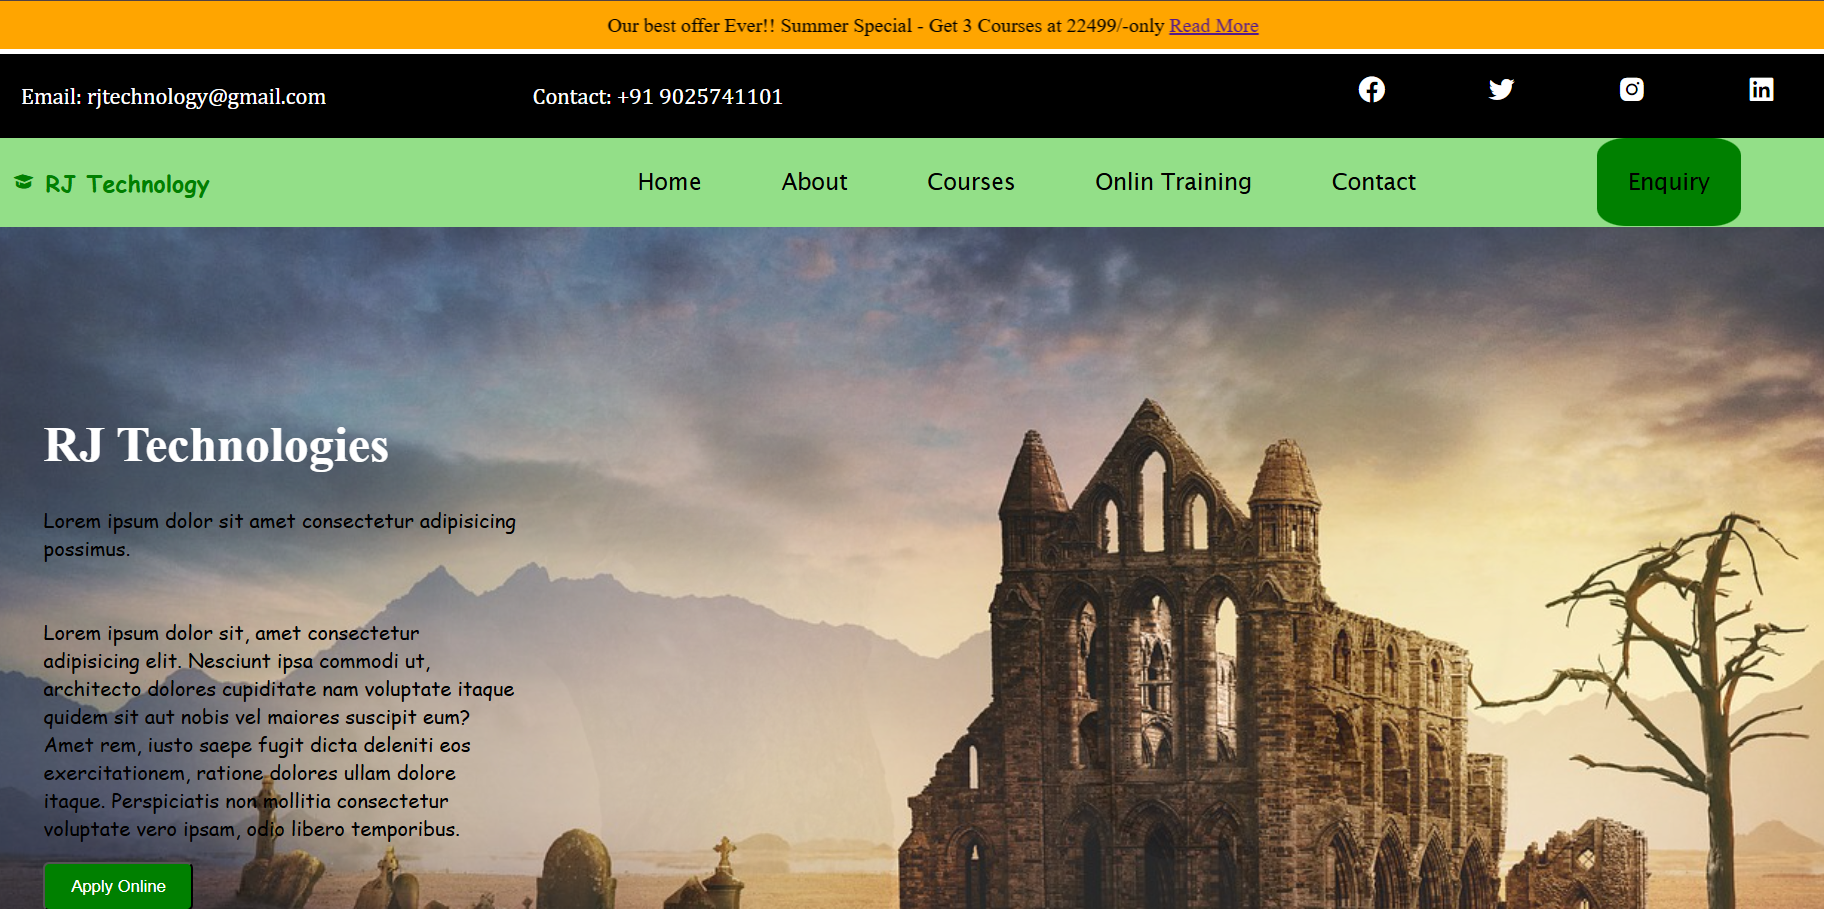 Our best offer Ever!! Summer Special - Get 3 Courses at 22499/-only Read More
Email: rjtechnology@gmail.com
Contact: +91 9025741101
RJ Technology
Home
About
Courses
Onlin Training
Contact
Enquiry
RJ Technologies
Lorem ipsum dolor sit amet consectetur adipisicing
possimus.
Lorem ipsum dolor sit, amet consectetur
adipisicing elit. Nesciunt ipsa commodi ut,
architecto dolores cupiditate nam voluptate itaque
quidem sit aut nobis vel maiores suscipit eum?
Amet rem, iusto saepe fugit dicta deleniti eos
exercitationem, ratione dolores ullam dolore
itaque. Perspiciatis non mollitia consectetur
voluptate vero ipsam, odio libero temporibus.
Apply Online